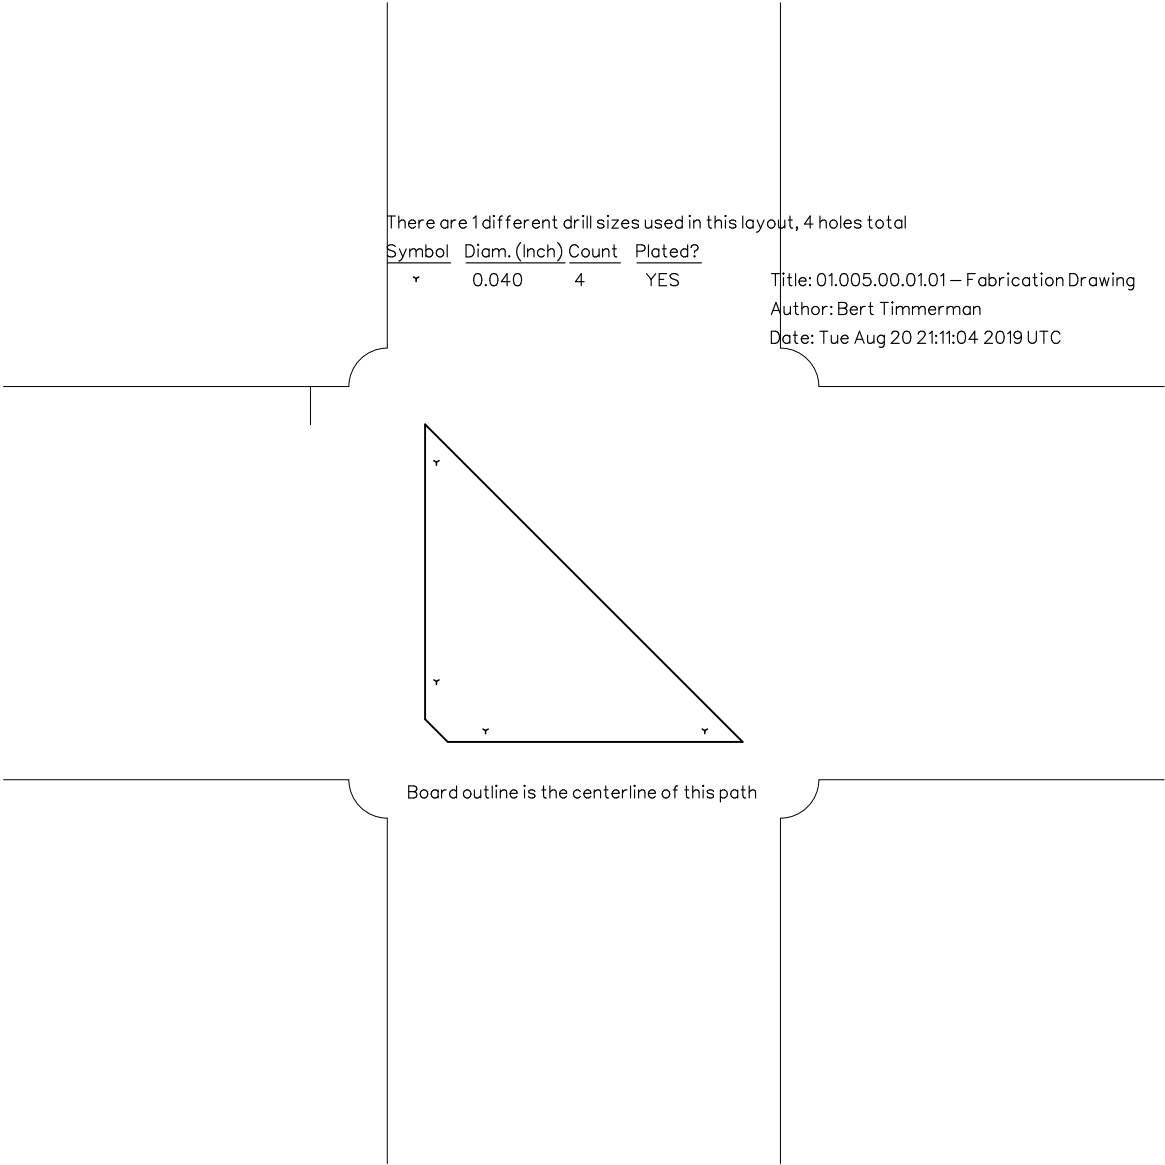 There are 1 different drill sizes used in this layout, 4 holes total
Symbol Diam. (Inch) Count Plated?
0.040 4 YES
Title: 01.005.00.01.01 – Fabrication Drawing
Author: Bert Timmerman
Date: Tue Aug 20 21:11:04 2019 UTC
Board outline is the centerline of this path